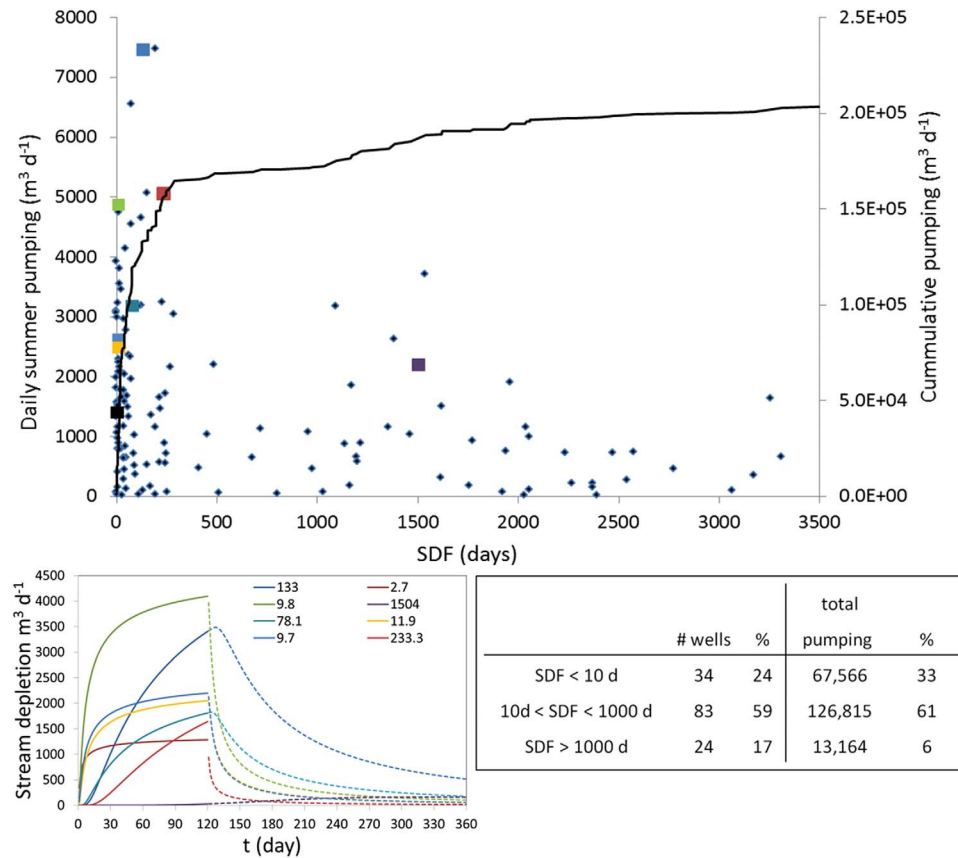 8000
7000
6000
5000
4000
3000
2000
1000
0
Daily summer pumping (m³ d⁻¹)
2.5E+05
2.0E+05
1.5E+05
1.0E+05
5.0E+04
0.0E+00
Cummulative pumping (m³ d⁻¹)
0 500 1000 1500 2000 2500 3000 3500
SDF (days)
4500
4000
3500
3000
2500
2000
1500
1000
500
0
Stream depletion m³ d⁻¹
133 2.7
9.8 1504
78.1 11.9
9.7 233.3
0 30 60 90 120 150 180 210 240 270 300 330 360
t (day)
total
# wells % pumping %
SDF < 10 d 34 24 67,566 33
10d < SDF < 1000 d 83 59 126,815 61
SDF > 1000 d 24 17 13,164 6